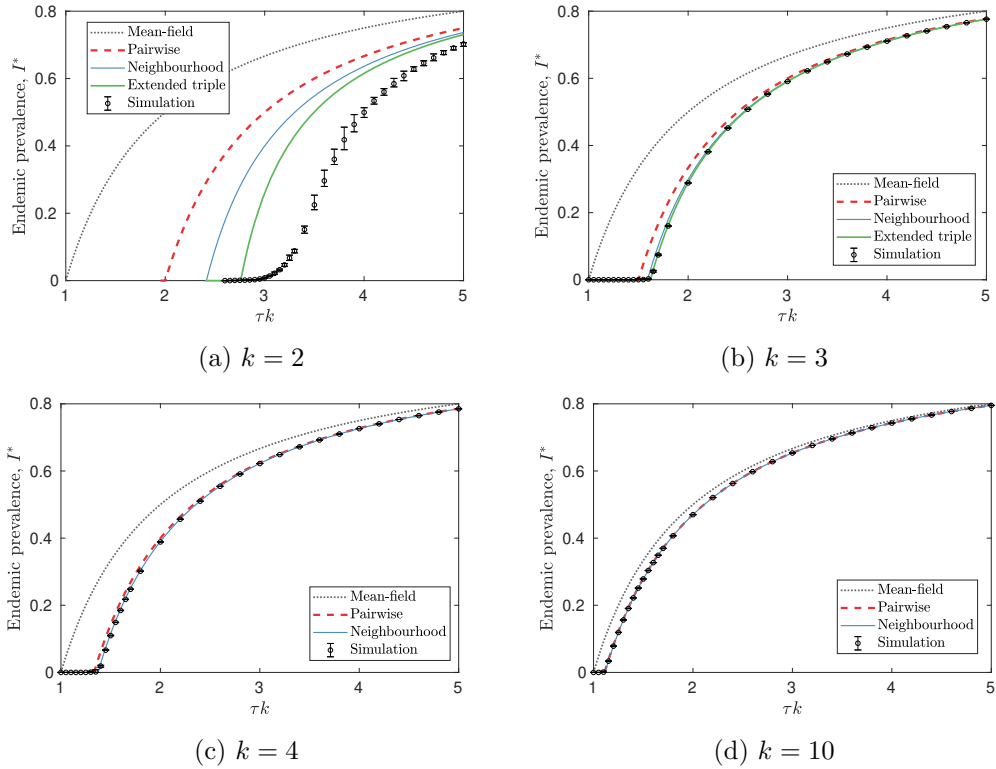 0.8
0.6
0.4
0.2
0
Endemic prevalence, I*
Mean-field
Pairwise
Neighbourhood
Extended triple
Simulation
1 2 3 4 5
τk
(a) k = 2
0.8
0.6
0.4
0.2
0
Endemic prevalence, I*
Mean-field
Pairwise
Neighbourhood
Extended triple
Simulation
1 2 3 4 5
τk
(b) k = 3
0.8
0.6
0.4
0.2
0
Endemic prevalence, I*
Mean-field
Pairwise
Neighbourhood
Simulation
1 2 3 4 5
τk
(c) k = 4
0.8
0.6
0.4
0.2
0
Endemic prevalence, I*
Mean-field
Pairwise
Neighbourhood
Simulation
1 2 3 4 5
τk
(d) k = 10